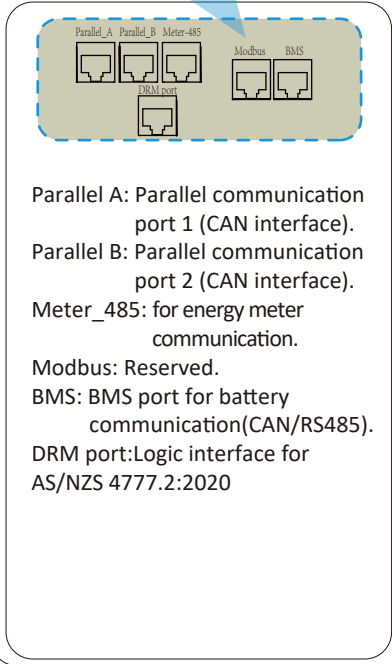 Parallel_A Parallel_B Meter-485
Modbus BMS
DRM port
Parallel A: Parallel communication
port 1 (CAN interface).
Parallel B: Parallel communication
port 2 (CAN interface).
Meter_485: for energy meter
communication.
Modbus: Reserved.
BMS: BMS port for battery
communication(CAN/RS485).
DRM port:Logic interface for
AS/NZS 4777.2:2020